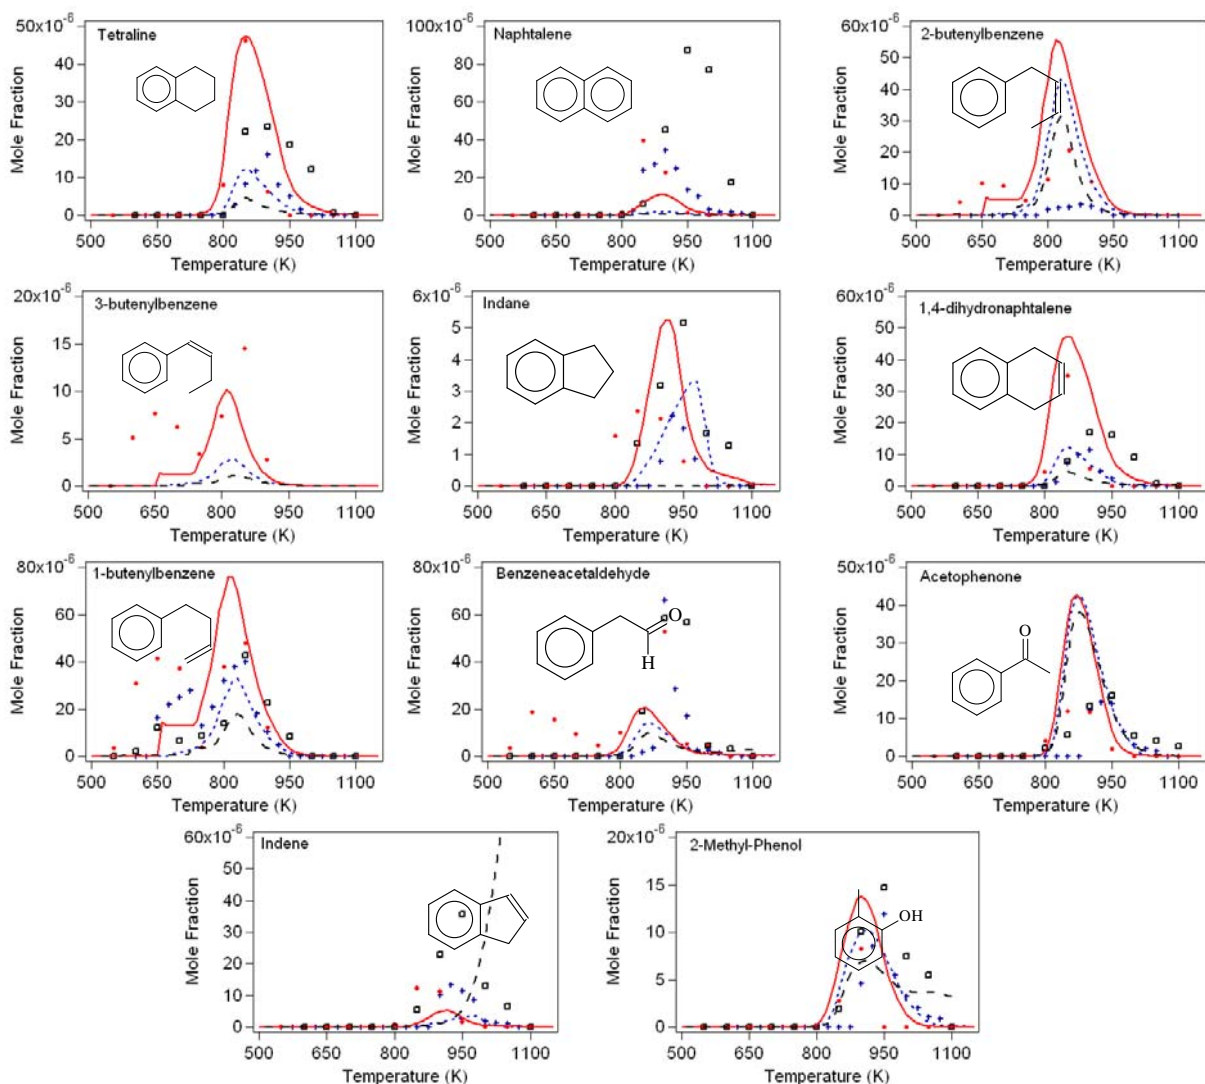 50x10-6
Tetraline
Mole Fraction
40
30
20
10
0
500 650 800 950 1100
Temperature (K)
100x10-6
Naphtalene
Mole Fraction
80
60
40
20
0
500 650 800 950 1100
Temperature (K)
60x10-6
2-butenylbenzene
Mole Fraction
50
40
30
20
10
0
500 650 800 950 1100
Temperature (K)
20x10-6
3-butenylbenzene
Mole Fraction
15
10
5
0
500 650 800 950 1100
Temperature (K)
6x10-6
Indane
Mole Fraction
5
4
3
2
1
0
500 650 800 950 1100
Temperature (K)
60x10-6
1,4-dihydronaphtalene
Mole Fraction
50
40
30
20
10
0
500 650 800 950 1100
Temperature (K)
80x10-6
1-butenylbenzene
Mole Fraction
60
40
20
0
500 650 800 950 1100
Temperature (K)
80x10-6
Benzeneacetaldehyde
O
H
Mole Fraction
60
40
20
0
500 650 800 950 1100
Temperature (K)
50x10-6
Acetophenone
O
Mole Fraction
40
30
20
10
0
500 650 800 950 1100
Temperature (K)
60x10-6
Indene
Mole Fraction
50
40
30
20
10
0
500 650 800 950 1100
Temperature (K)
20x10-6
2-Methyl-Phenol
OH
Mole Fraction
15
10
5
0
500 650 800 950 1100
Temperature (K)